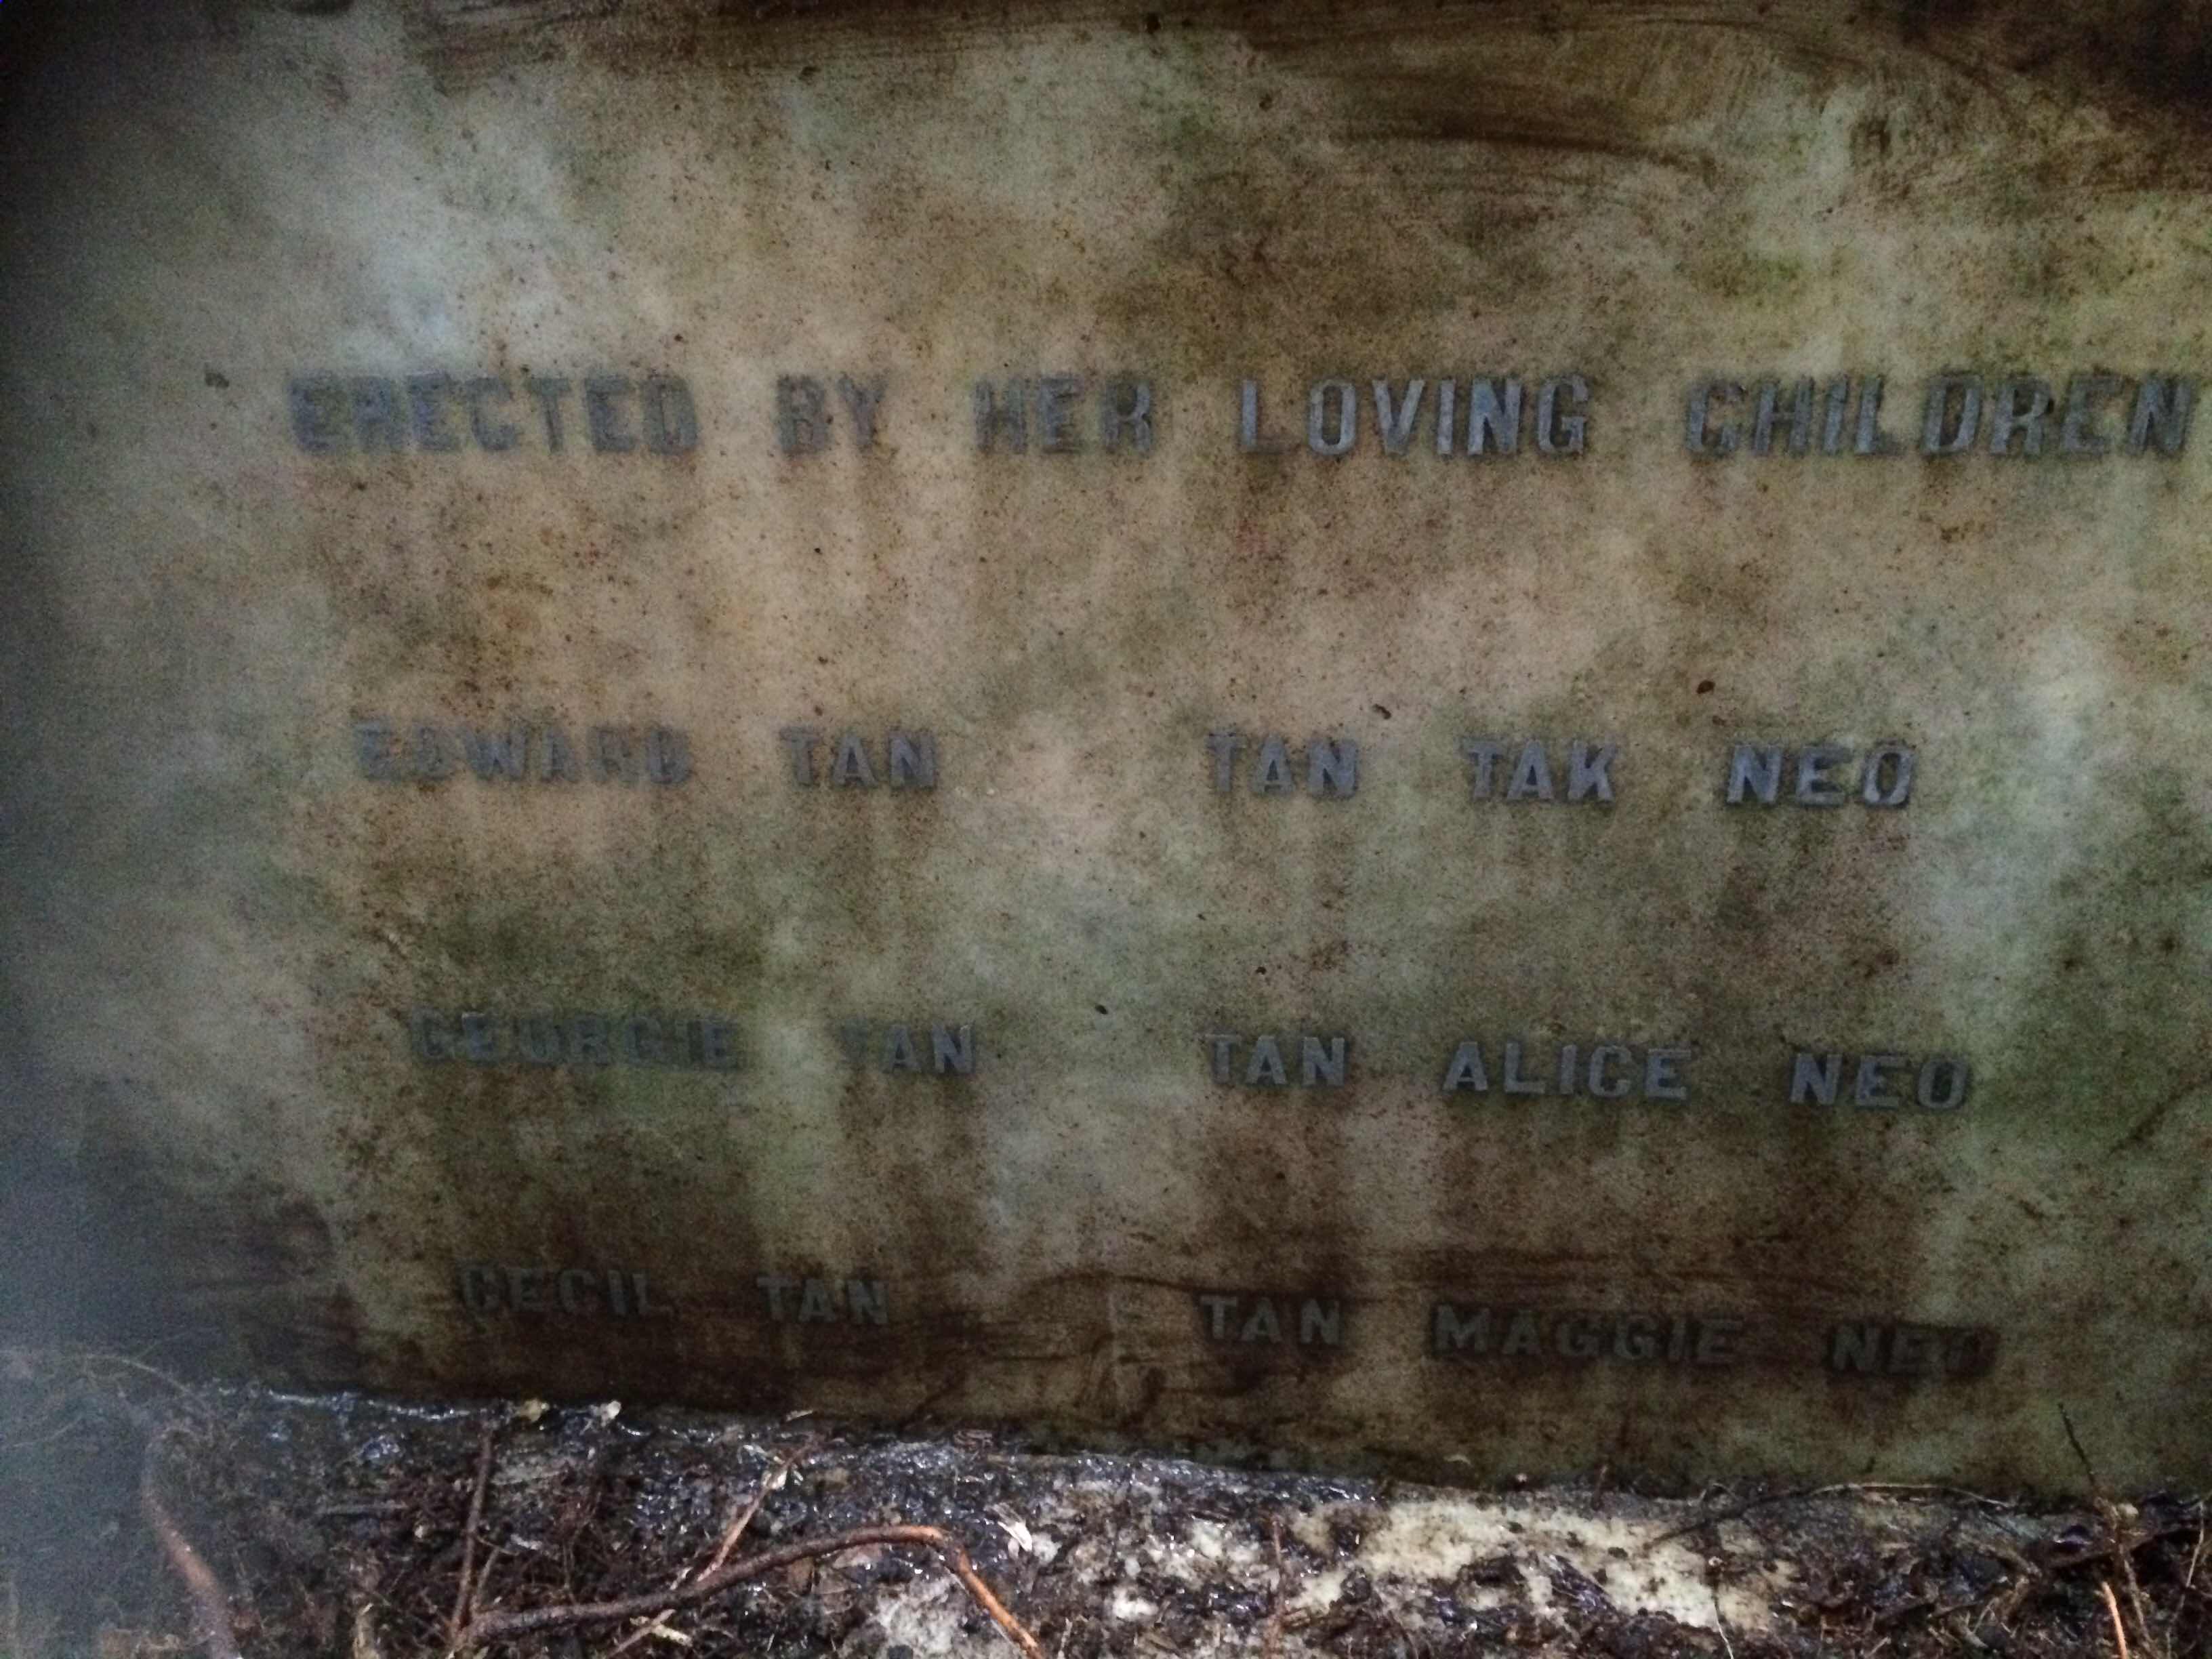 ERECTED BY HER LOVING CHILDREN
EDWARD TAN TAN TAK NEO
GEORGIE TAN TAN ALICE NEO
CECIL TAN TAN MAGGIE NEO